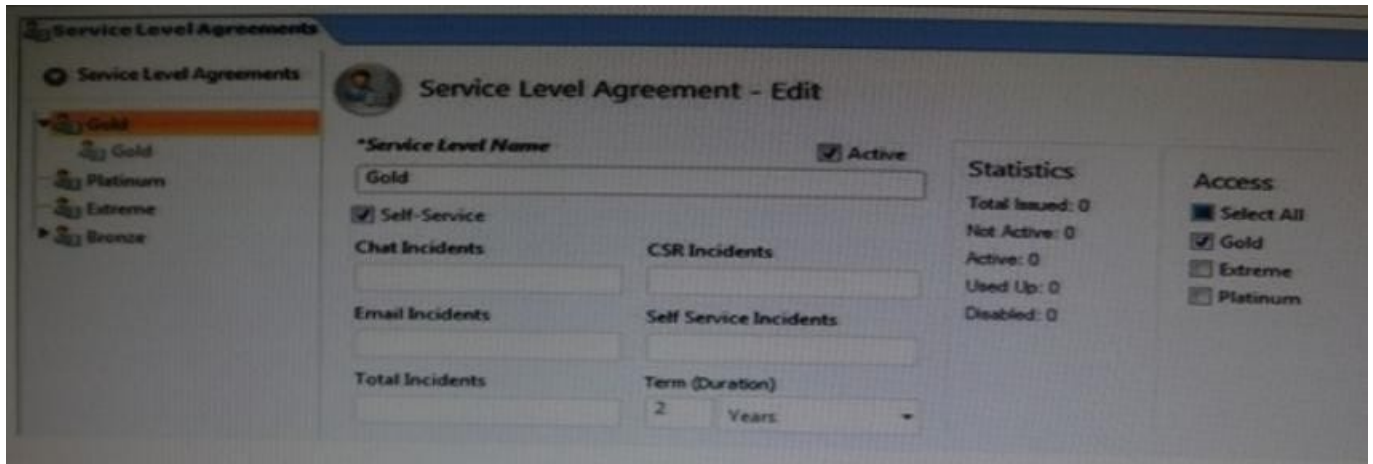 Service Level Agreements
Service Level Agreements
Gold
Gold
Platinum
Extreme
Bronze
Service Level Agreement - Edit
*Service Level Name
Active
Gold
Self-Service
Chat Incidents
CSR Incidents
Email Incidents
Self Service Incidents
Total Incidents
Term (Duration)
2
Years
Statistics
Total Issued: 0
Not Active: 0
Active: 0
Used Up: 0
Disabled: 0
Access
Select All
Gold
Extreme
Platinum